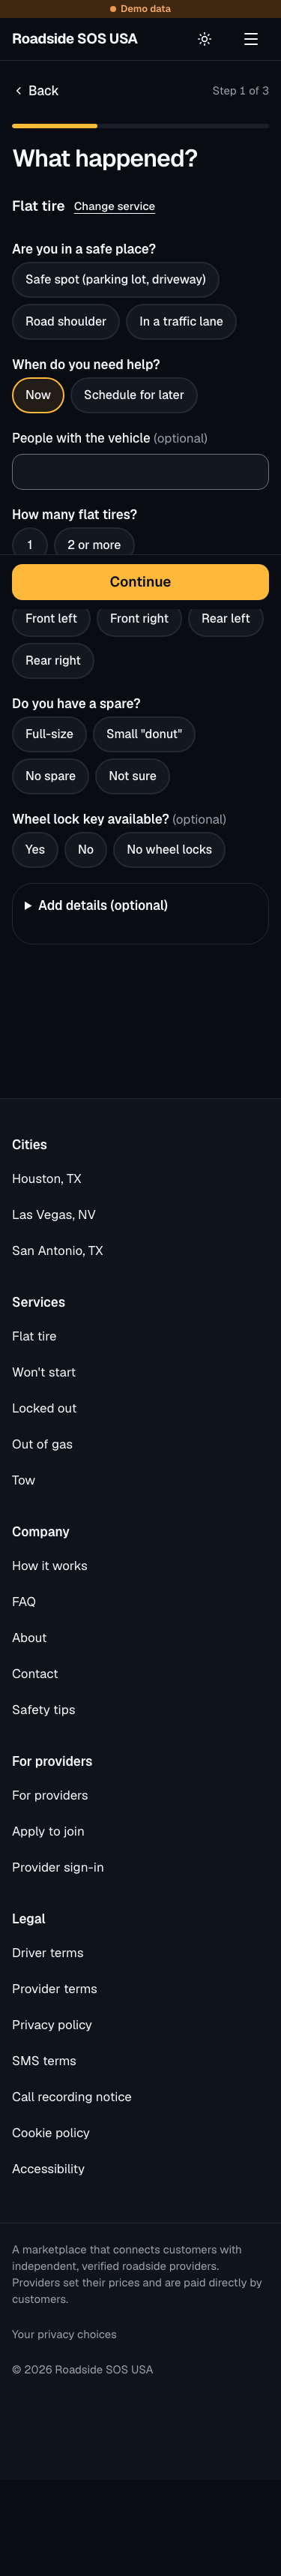 Demo data
Roadside SOS USA
Back
Step 1 of 3
What happened?
Flat tire Change service
Are you in a safe place?
Safe spot (parking lot, driveway)
Road shoulder In a traffic lane
When do you need help?
Now Schedule for later
People with the vehicle (optional)
How many flat tires?
1 2 or more
Continue
Front left Front right Rear left
Rear right
Do you have a spare?
Full-size Small "donut"
No spare Not sure
Wheel lock key available? (optional)
Yes No No wheel locks
Add details (optional)
Cities
Houston, TX
Las Vegas, NV
San Antonio, TX
Services
Flat tire
Won't start
Locked out
Out of gas
Tow
Company
How it works
FAQ
About
Contact
Safety tips
For providers
For providers
Apply to join
Provider sign-in
Legal
Driver terms
Provider terms
Privacy policy
SMS terms
Call recording notice
Cookie policy
Accessibility
A marketplace that connects customers with
independent, verified roadside providers.
Providers set their prices and are paid directly by
customers.
Your privacy choices
© 2026 Roadside SOS USA